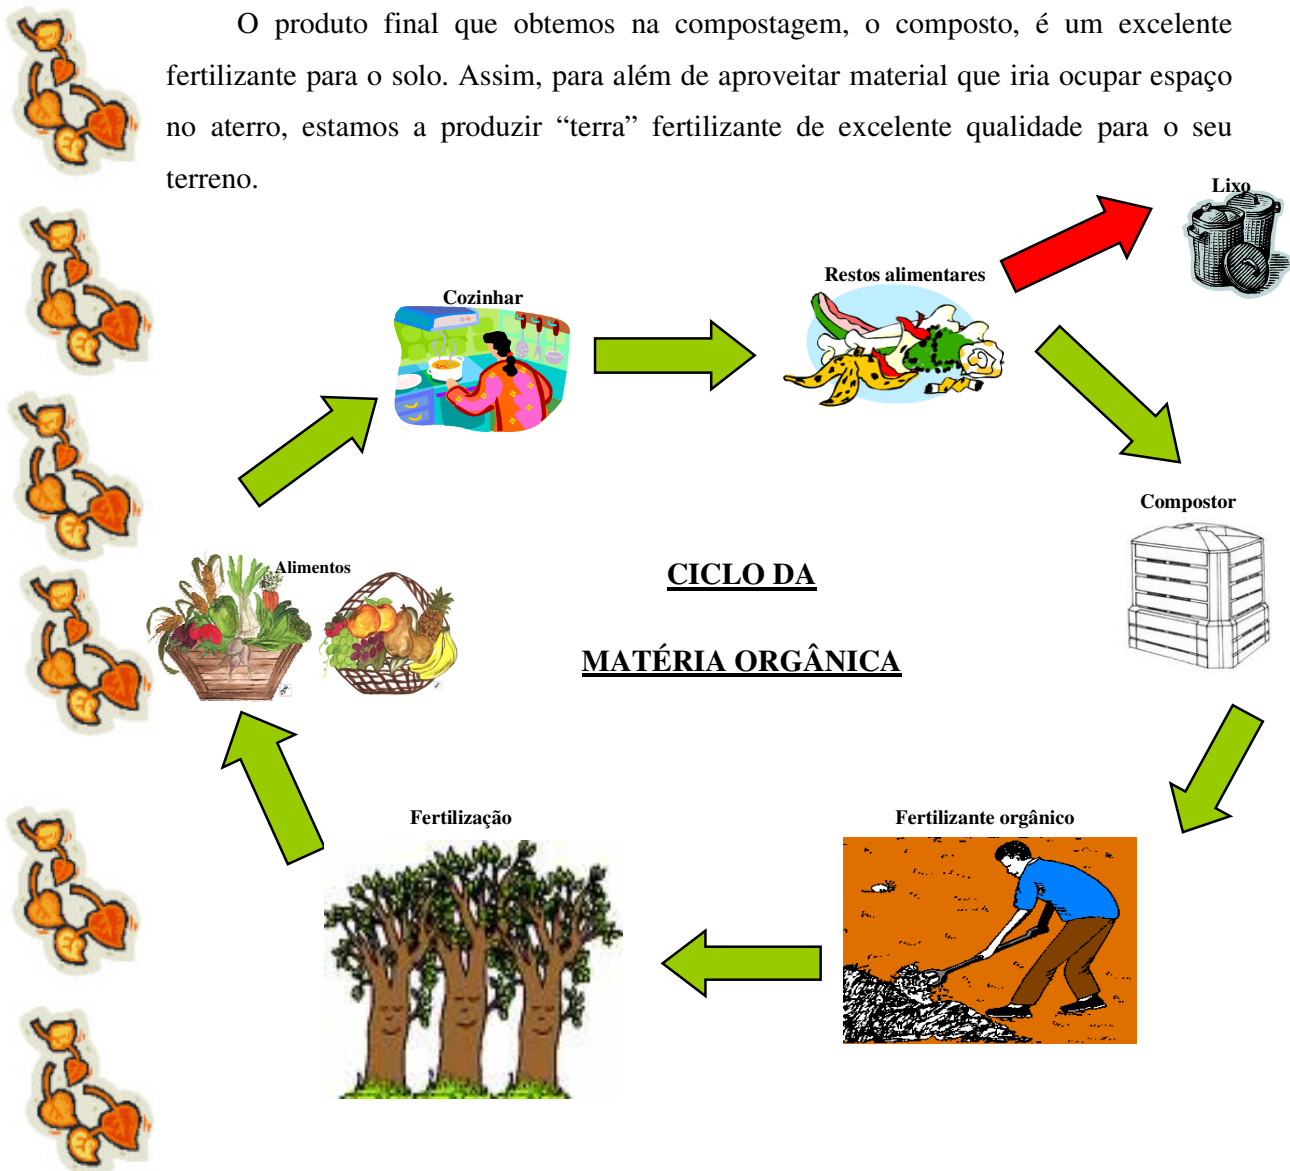 O produto final que obtemos na compostagem, o composto, é um excelente
fertilizante para o solo. Assim, para além de aproveitar material que iria ocupar espaço
no aterro, estamos a produzir “terra” fertilizante de excelente qualidade para o seu
terreno.
Lixo
Restos alimentares
Cozinhar
Compostor
Alimentos
CICLO DA
MATÉRIA ORGÂNICA
Fertilização
Fertilizante orgânico